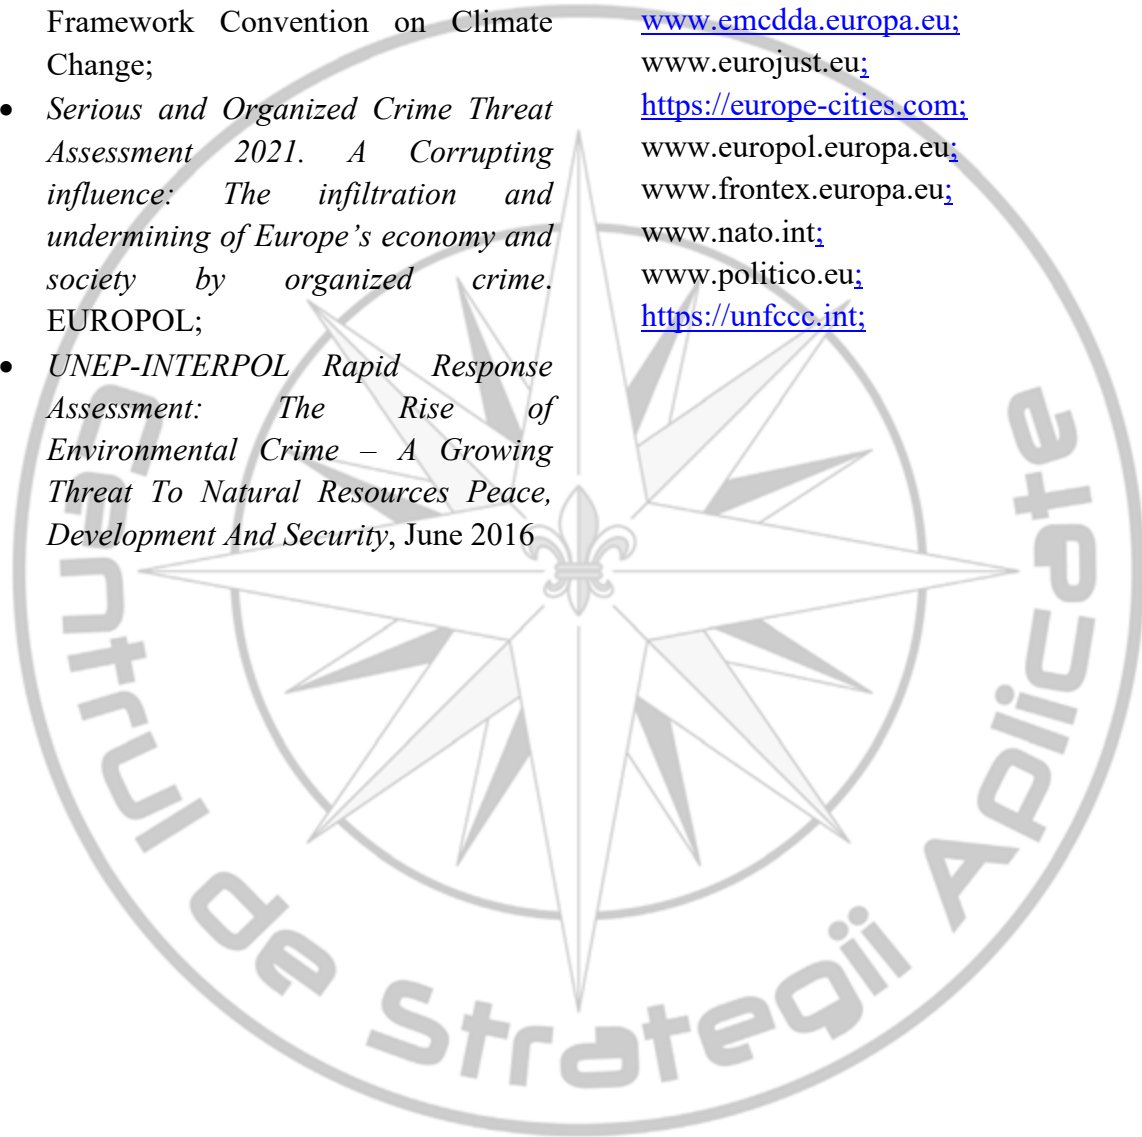 Framework Convention on Climate
Change;
• Serious and Organized Crime Threat
Assessment 2021. A Corrupting
influence: The infiltration and
undermining of Europe’s economy and
society by organized crime.
EUROPOL;
• UNEP-INTERPOL Rapid Response
Assessment: The Rise of
Environmental Crime – A Growing
Threat To Natural Resources Peace,
Development And Security, June 2016
www.emcdda.europa.eu;
www.eurojust.eu;
https://europe-cities.com;
www.europol.europa.eu;
www.frontex.europa.eu;
www.nato.int;
www.politico.eu;
https://unfccc.int;
Centrul de Strategii Aplicate